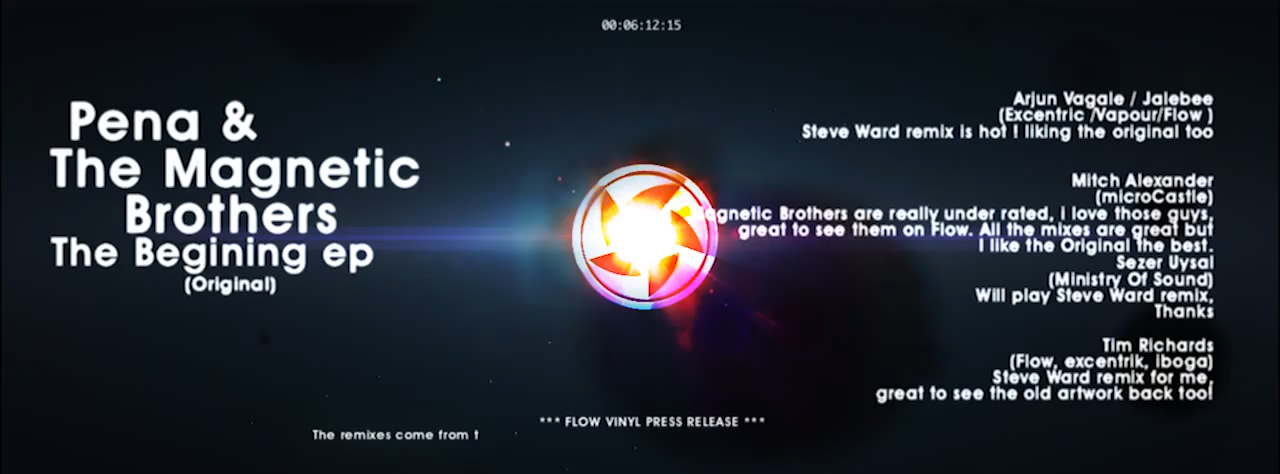 00:06:12:15
Pena &
The Magnetic
Brothers
The Begining ep
(Original)
Arjun Vagale / Jalebee
(Excentric /Vapour/Flow )
Steve Ward remix is hot ! liking the original too
Mitch Alexander
(microCastle)
Brothers are really under rated, i love those guys,
great to see them on Flow. All the mixes are great but
I like the Original the best.
Sezer Uysal
(Ministry Of Sound)
Will play Steve Ward remix,
Thanks
Tim Richards
(Flow, excentrik, iboga)
Steve Ward remix for me,
great to see the old artwork back too!
*** FLOW VINYL PRESS RELEASE ***
The remixes come from t